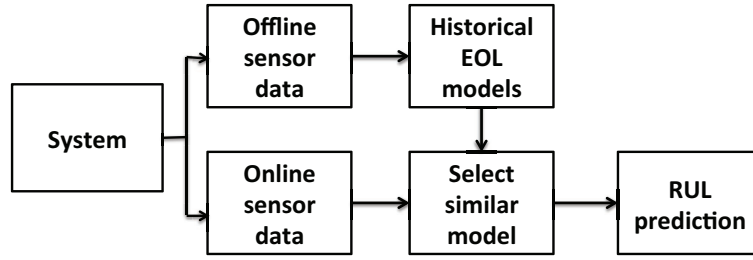 Offline
sensor
data
Historical
EOL
models
System
Online
sensor
data
Select
similar
model
RUL
prediction